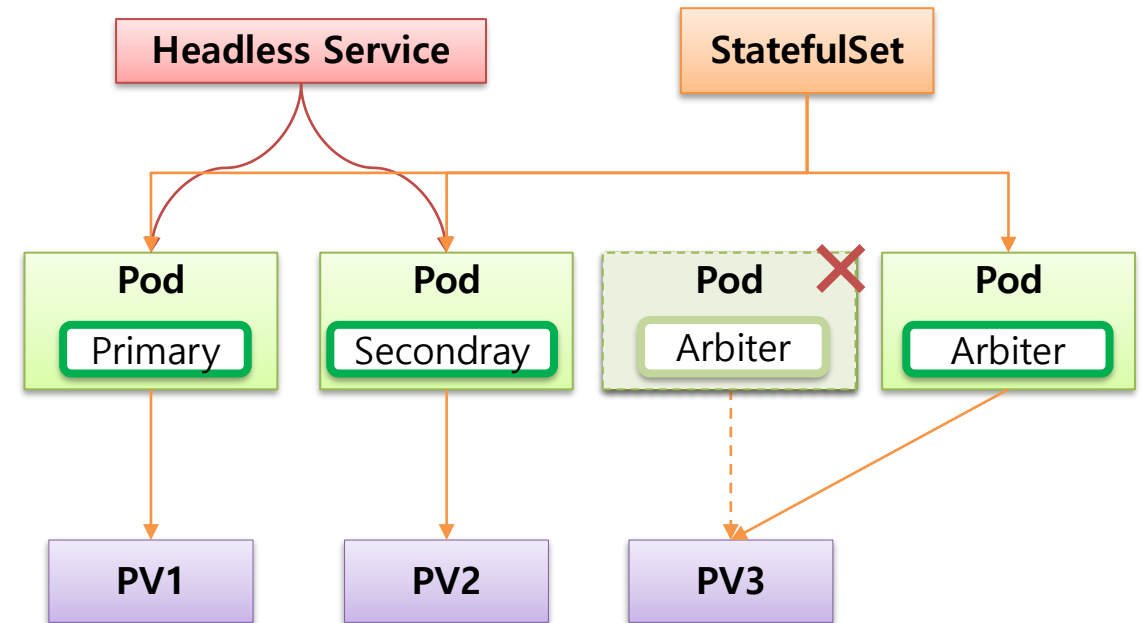 Headless Service
StatefulSet
Pod
Primary
Pod
Secondray
Pod
Arbiter
Pod
Arbiter
PV1
PV2
PV3